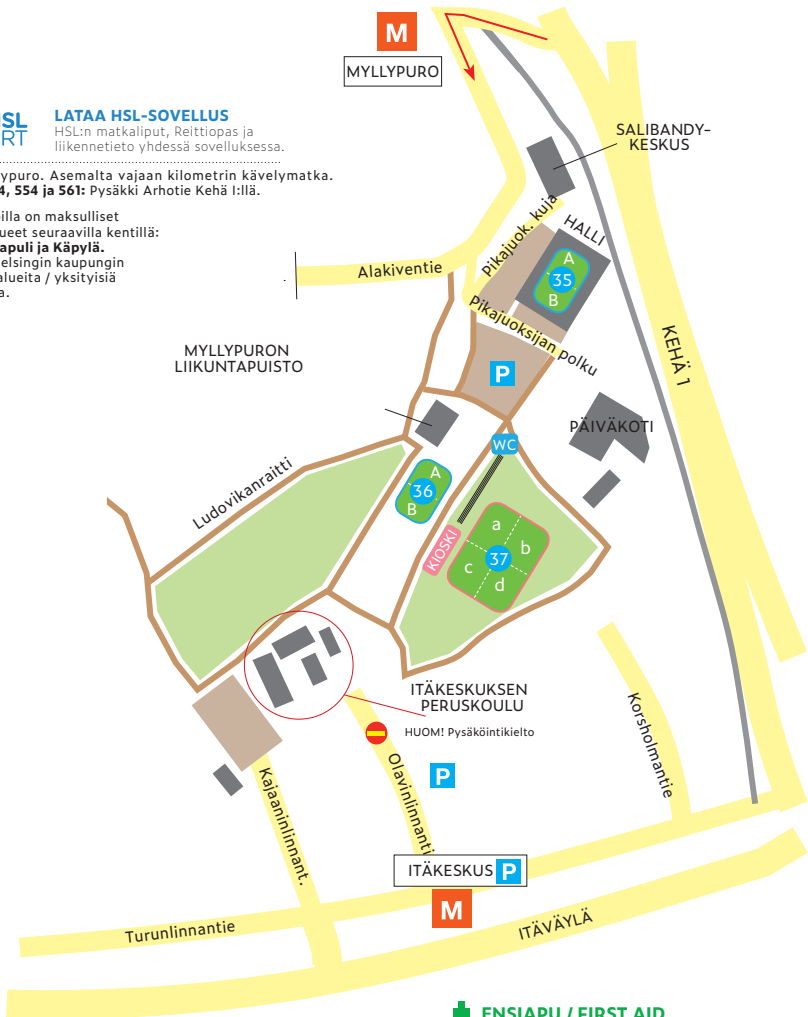 M
MYLLYPURO
HSL
RT
LATAA HSL-SOVELLUS
HSL:n matkaliput, Reittiopas ja
liikennetieto yhdessä sovelluksessa.
ypuro. Asemalta vajaan kilometrin kävelymatka.
4, 554 ja 561: Pysäkki Arhotie Kehä I:llä.
illa on maksulliset
ueet seuraavilla kentillä:
apuli ja Käpylä.
elsingin kaupungin
alueita / yksityisiä
a.
SALIBANDY-
KESKUS
HALLI
Pikajuok. kuja
A
35
B
Alakiventie
Pikajuoksijan polku
KEHÄ 1
MYLLYPURON
LIIKUNTAPUISTO
P
PÄIVÄKOTI
WC
Ludovikanraitti
A
36
B
KIOSKI
a
b
37
c
d
ITÄKESKUKSEN
PERUSKOULU
HUOM! Pysäköintikielto
Korsholmantie
Olavinlinnantie
P
Kajaaninlinnant.
ITÄKESKUS P
M
Turunlinnantie
ITÄVÄYLÄ
ENSIAPU / FIRST AID